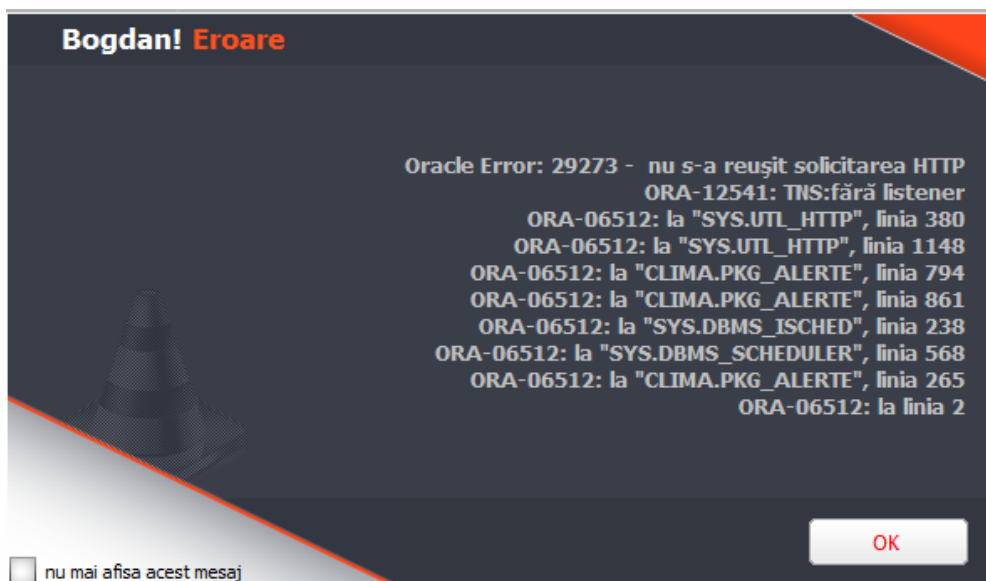 Bogdan! Eroare
Oracle Error: 29273 - nu s-a reuşit solicitarea HTTP
ORA-12541: TNS:fără listener
ORA-06512: la "SYS.UTL_HTTP", linia 380
ORA-06512: la "SYS.UTL_HTTP", linia 1148
ORA-06512: la "CLIMA.PKG_ALERTE", linia 794
ORA-06512: la "CLIMA.PKG_ALERTE", linia 861
ORA-06512: la "SYS.DBMS_ISCHED", linia 238
ORA-06512: la "SYS.DBMS_SCHEDULER", linia 568
ORA-06512: la "CLIMA.PKG_ALERTE", linia 265
ORA-06512: la linia 2
OK
nu mai afisa acest mesaj